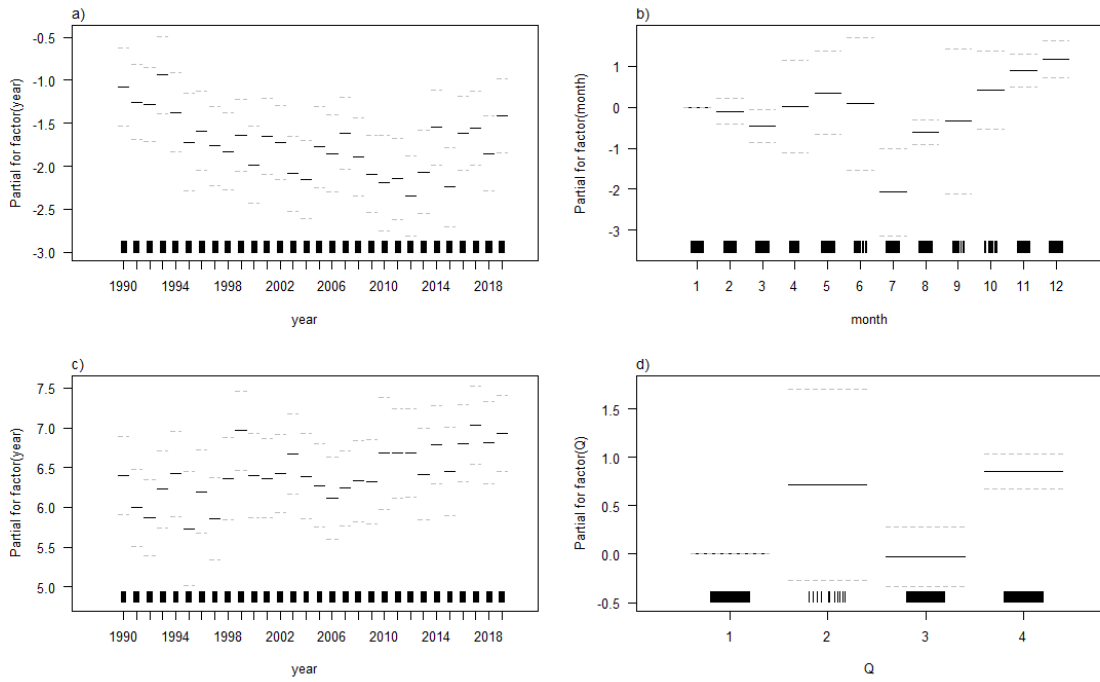 a)
Partial for factor(year)
-0.5
-1.0
-1.5
-2.0
-2.5
-3.0
1990 1994 1998 2002 2006 2010 2014 2018
year
b)
Partial for factor(month)
1
0
-1
-2
-3
1 2 3 4 5 6 7 8 9 10 11 12
month
c)
Partial for factor(year)
7.5
7.0
6.5
6.0
5.5
5.0
1990 1994 1998 2002 2006 2010 2014 2018
year
d)
Partial for factor(Q)
1.5
1.0
0.5
0.0
-0.5
1 2 3 4
Q